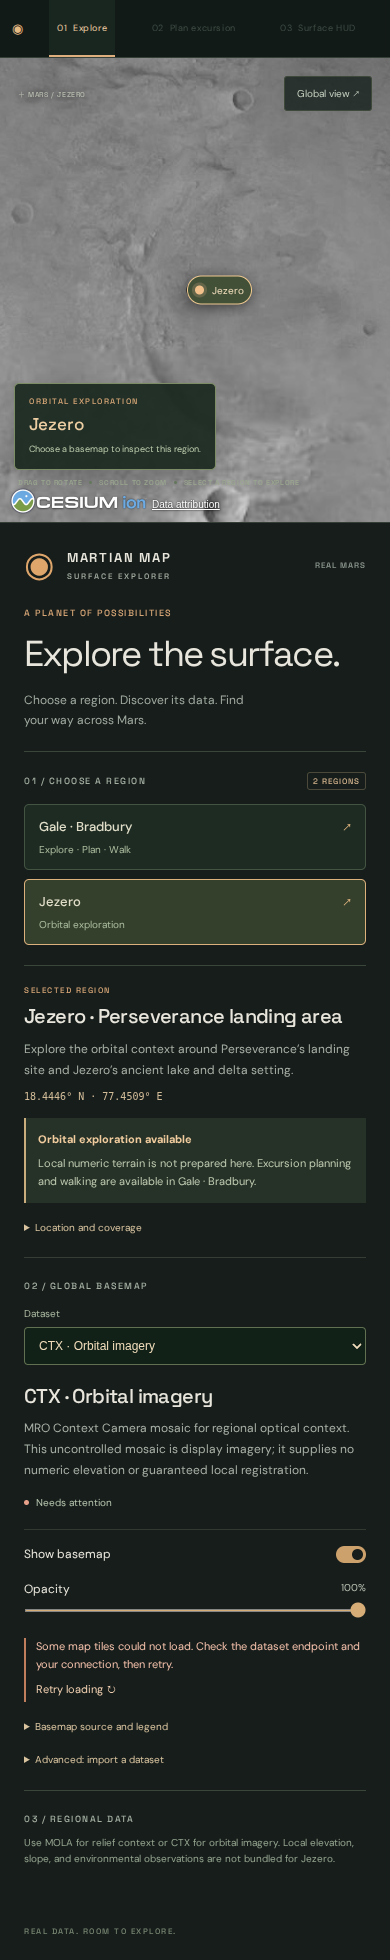 01 Explore
02 Plan excursion
03 Surface HUD
+ MARS / JEZERO
Global view ↗
Jezero
ORBITAL EXPLORATION
Jezero
Choose a basemap to inspect this region.
DRAG TO ROTATE
SCROLL TO ZOOM
CESIUM ion Data attribution
MARTIAN MAP
SURFACE EXPLORER
REAL MARS
A PLANET OF POSSIBILITIES
Explore the surface.
Choose a region. Discover its data. Find
your way across Mars.
01 / CHOOSE A REGION
2 REGIONS
Gale · Bradbury ↗
Explore · Plan · Walk
Jezero ↗
Orbital exploration
SELECTED REGION
Jezero · Perseverance landing area
Explore the orbital context around Perseverance’s landing
site and Jezero’s ancient lake and delta setting.
18.4446° N · 77.4509° E
Orbital exploration available
Local numeric terrain is not prepared here. Excursion planning
and walking are available in Gale · Bradbury.
Location and coverage
02 / GLOBAL BASEMAP
Dataset
CTX · Orbital imagery
CTX · Orbital imagery
MRO Context Camera mosaic for regional optical context.
This uncontrolled mosaic is display imagery; it supplies no
numeric elevation or guaranteed local registration.
Needs attention
Show basemap
Opacity
100%
Some map tiles could not load. Check the dataset endpoint and
your connection, then retry.
Retry loading ↻
Basemap source and legend
Advanced: import a dataset
03 / REGIONAL DATA
Use MOLA for relief context or CTX for orbital imagery. Local elevation,
slope, and environmental observations are not bundled for Jezero.
REAL DATA. ROOM TO EXPLORE.